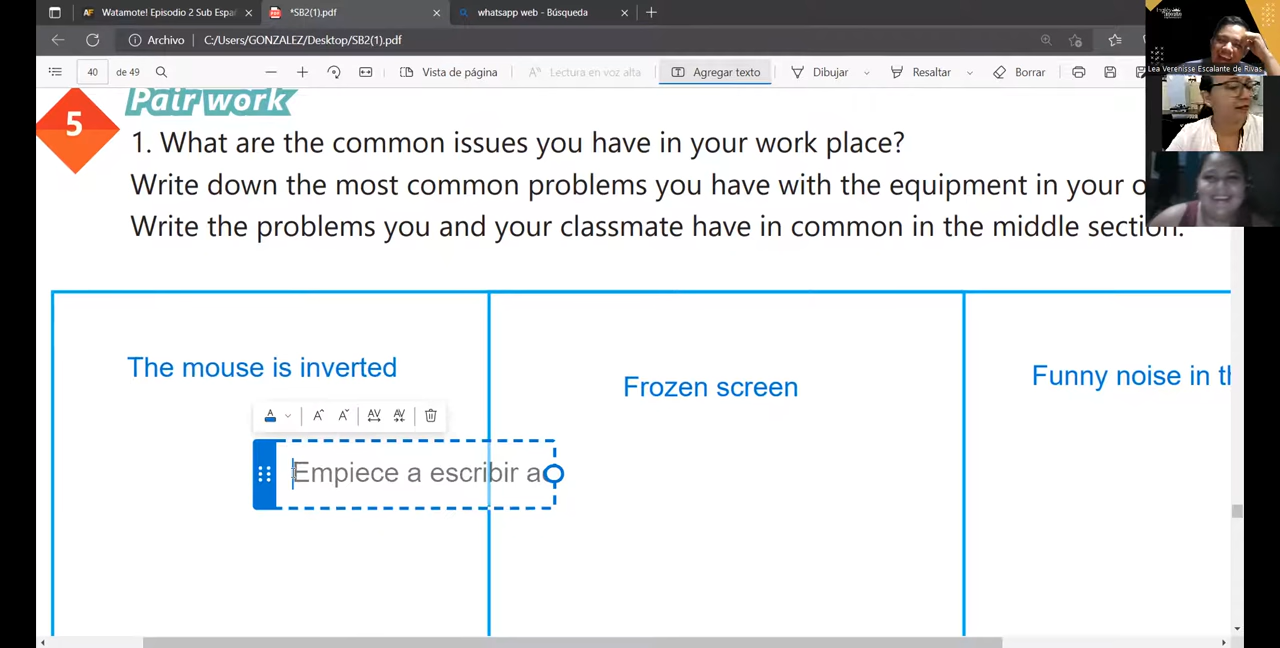 Watamote! Episodio 2 Sub Espa
*SB2(1).pdf
whatsapp web - Búsqueda
Archivo C:/Users/GONZALEZ/Desktop/SB2(1).pdf
40 de 49 Vista de página Lectura en voz alta Agregar texto Dibujar Resaltar Borrar
Lea Verenisse Escalante de Rivas
5
Pair work
1. What are the common issues you have in your work place?
Write down the most common problems you have with the equipment in your o
Write the problems you and your classmate have in common in the middle section.
The mouse is inverted
Frozen screen
Funny noise in th
Empiece a escribir a